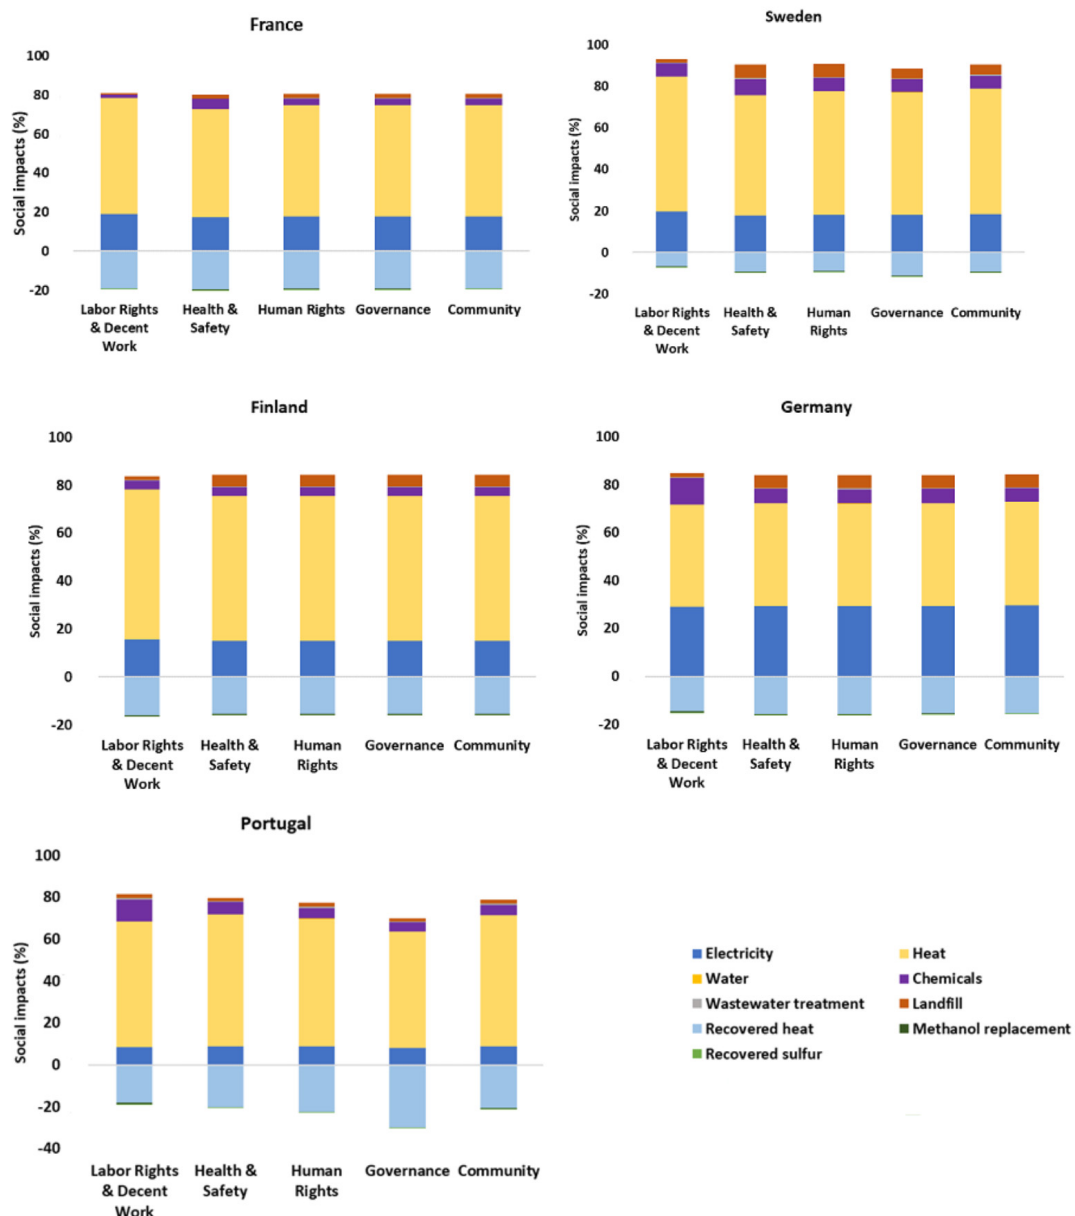 France
Social impacts (%)
100
80
60
40
20
0
-20
Labor Rights
& Decent
Work
Health &
Safety
Human Rights
Governance
Community
Sweden
Social impacts (%)
100
80
60
40
20
0
-20
Labor Rights
& Decent
Work
Health &
Safety
Human
Rights
Governance
Community
Finland
Social impacts (%)
100
80
60
40
20
0
-20
Labor Rights
& Decent
Work
Health &
Safety
Human
Rights
Governance
Community
Germany
Social impacts (%)
100
80
60
40
20
0
-20
Labor Rights
& Decent
Work
Health &
Safety
Human
Rights
Governance
Community
Portugal
Social impacts (%)
100
80
60
40
20
0
-20
-40
Labor Rights
& Decent
Work
Health &
Safety
Human
Rights
Governance
Community
Electricity
Heat
Water
Chemicals
Wastewater treatment
Landfill
Recovered heat
Methanol replacement
Recovered sulfur